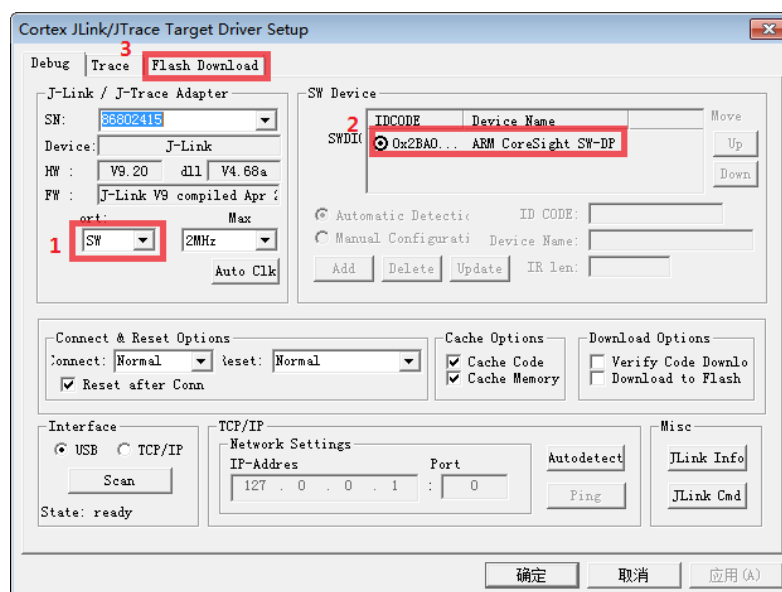 Cortex JLink/JTrace Target Driver Setup
3
Debug Trace Flash Download
J-Link / J-Trace Adapter
SN: 86802415
Device: J-Link
HW : V9.20 dll V4.68a
FW : J-Link V9 compiled Apr 2
ort: Max
1 SW 2MHz
Auto Clk
SW Device
2 IDCODE Device Name Move
SWDI( 0x2BA0... ARM CoreSight SW-DP Up
Down
Automatic Detectic ID CODE:
Manual Configurati Device Name:
Add Delete Update IR len:
Connect & Reset Options
onnect: Normal Reset: Normal
Reset after Conn
Cache Options
Cache Code
Cache Memory
Download Options
Verify Code Downlo
Download to Flash
Interface
USB TCP/IP
Scan
State: ready
TCP/IP
Network Settings
IP-Addres Port
127 . 0 . 0 . 1 : 0
Autodetect
Ping
Misc
JLink Info
JLink Cmd
确定 取消 应用(A)